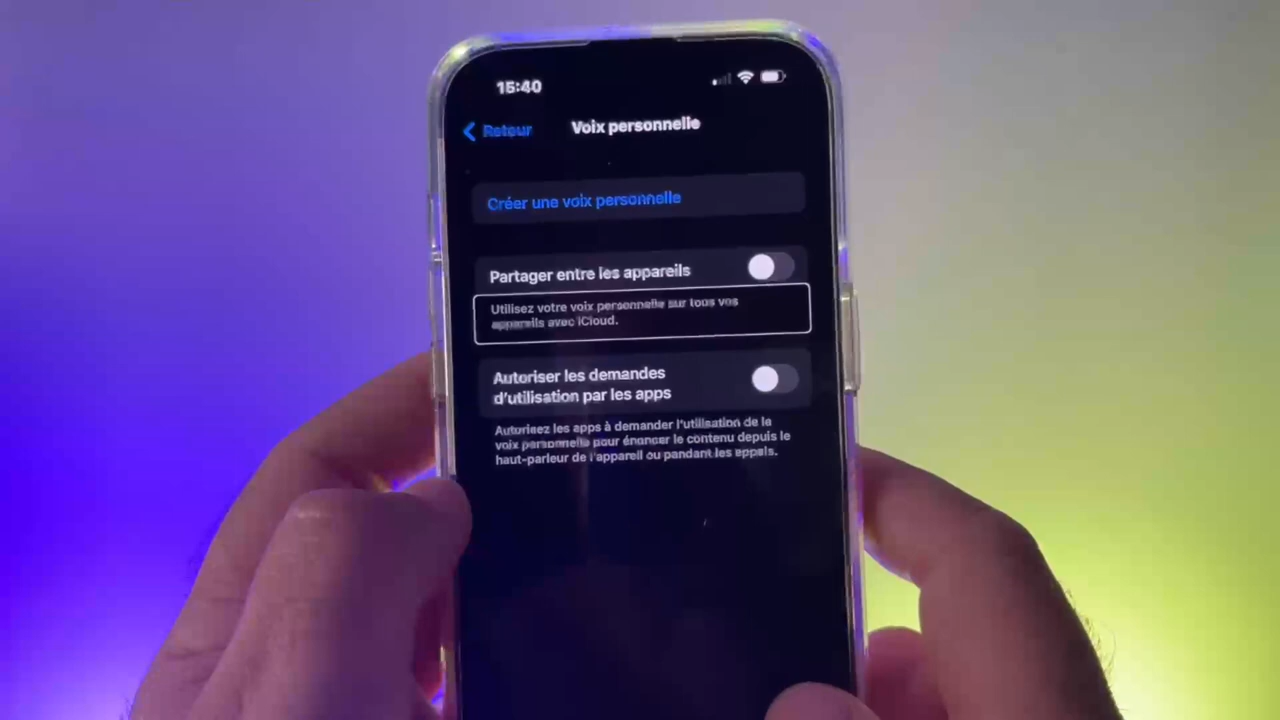 15:40
Retour
Voix personnelle
Créer une voix personnelle
Partager entre les appareils
Utilisez votre voix personnelle sur tous vos
appareils avec iCloud.
Autoriser les demandes
d'utilisation par les apps
Autorisez les apps à demander l'utilisation de la
voix personnelle pour énoncer le contenu depuis le
haut-parleur de l'appareil ou pendant les appels.